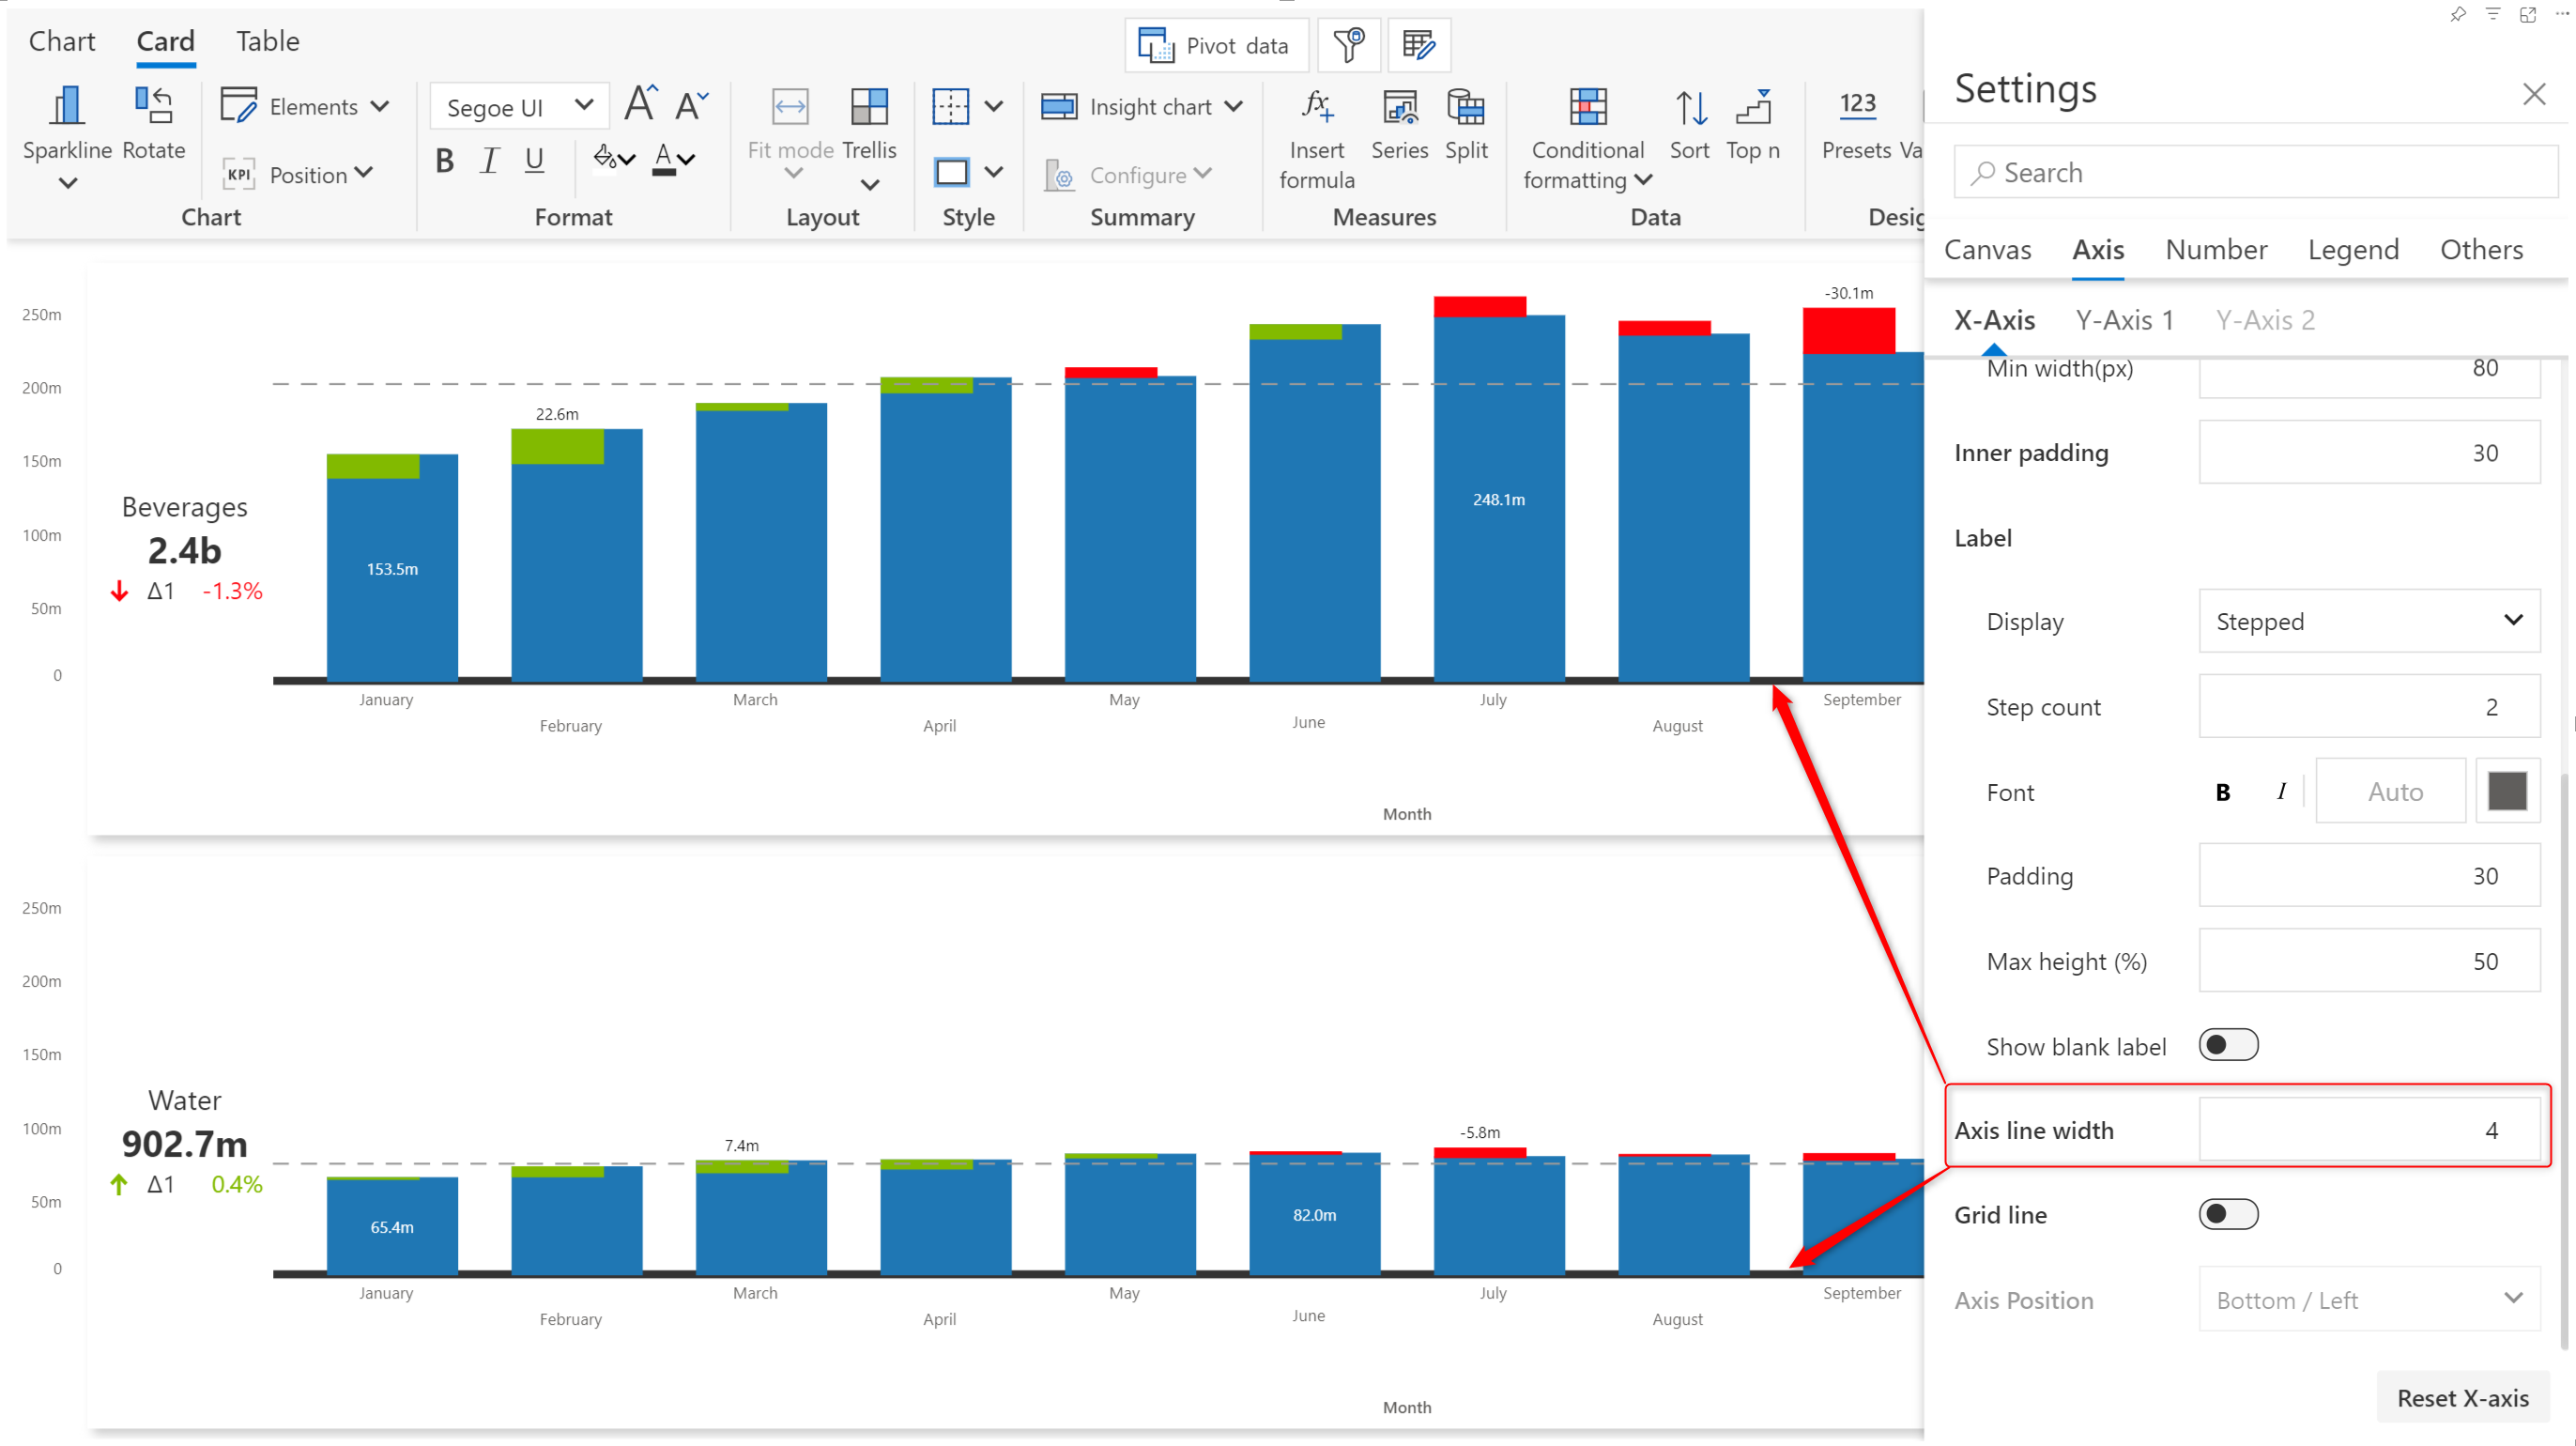 Chart Card Table
Pivot data
Sparkline Rotate
Elements
KPI Position
Chart
Segoe UI A A
B I U A
Format
Fit mode Trellis
Layout
Style
Insight chart
Configure
Summary
fx
Insert
formula
Series Split
Measures
Conditional
formatting
Sort Top n
Data
123
Presets Va
Desig
250m
200m
150m
100m
50m
0
Beverages
2.4b
Δ1 -1.3%
22.6m
-30.1m
153.5m
248.1m
January
February
March
April
May
June
July
August
September
Month
250m
200m
150m
100m
50m
0
Water
902.7m
Δ1 0.4%
7.4m
-5.8m
65.4m
82.0m
January
February
March
April
May
June
July
August
September
Month
Settings
Search
Canvas Axis Number Legend Others
X-Axis Y-Axis 1 Y-Axis 2
Min width(px) 80
Inner padding 30
Label
Display Stepped
Step count 2
Font B I Auto
Padding 30
Max height (%) 50
Show blank label
Axis line width 4
Grid line
Axis Position Bottom / Left
Reset X-axis